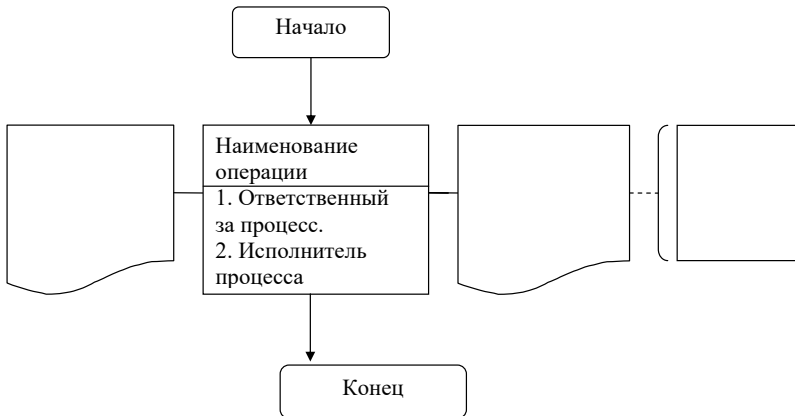 Начало
Наименование
операции
1. Ответственный
за процесс.
2. Исполнитель
процесса
Конец